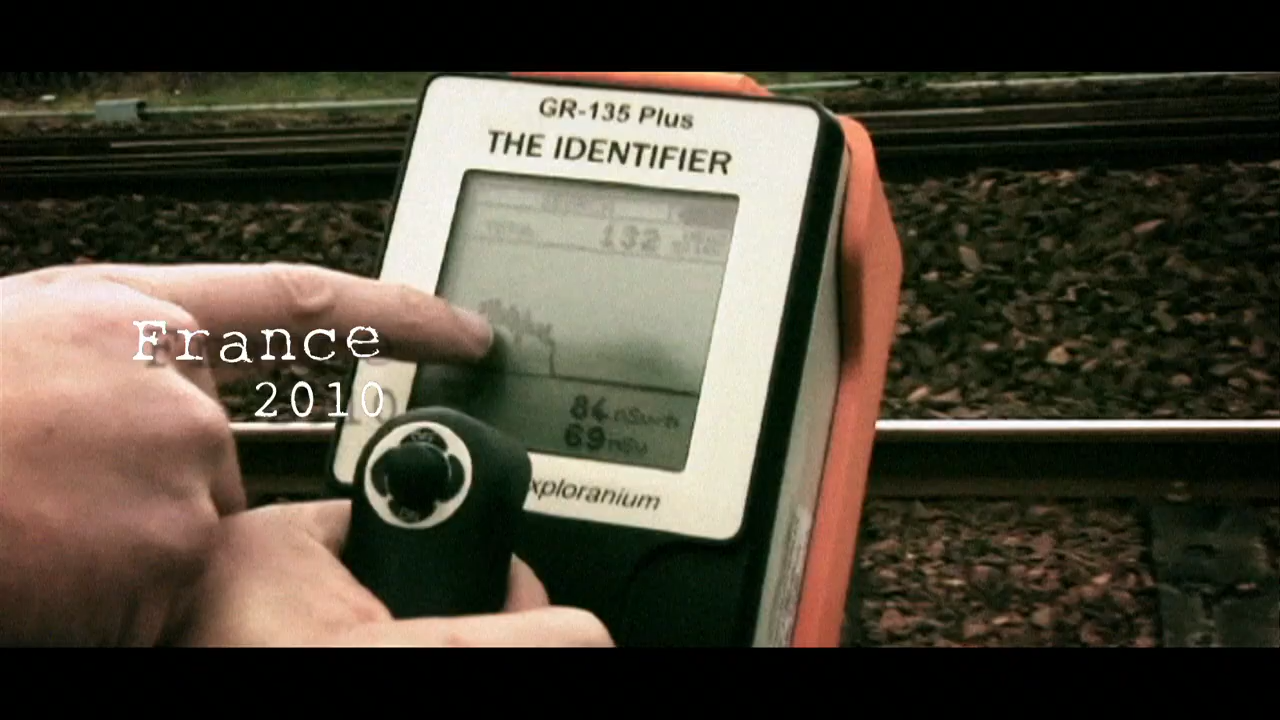 GR-135 Plus
THE IDENTIFIER
132
France
2010
84 nSv/h
69
xploranium